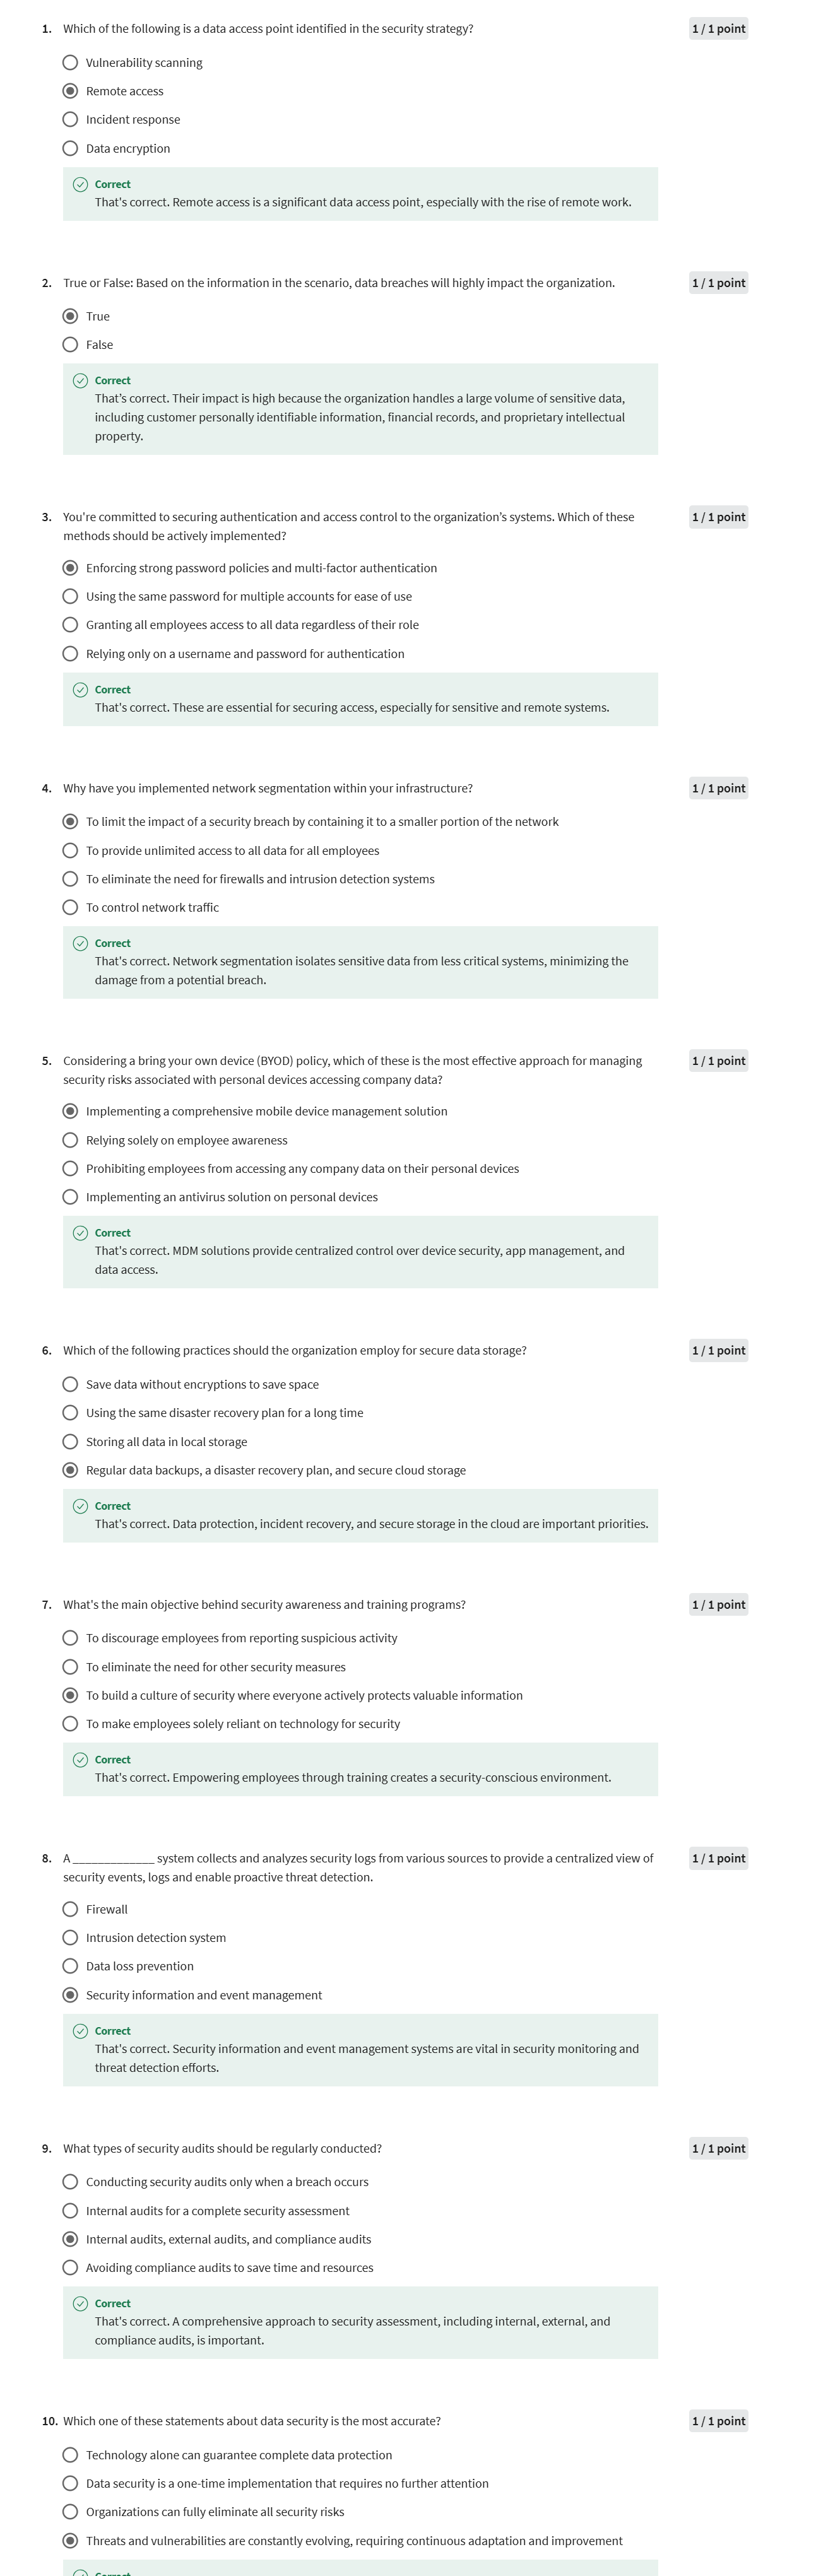 1. Which of the following is a data access point identified in the security strategy?
1 / 1 point
Vulnerability scanning
Remote access
Incident response
Data encryption
Correct
That's correct. Remote access is a significant data access point, especially with the rise of remote work.
2. True or False: Based on the information in the scenario, data breaches will highly impact the organization.
1 / 1 point
True
False
Correct
That’s correct. Their impact is high because the organization handles a large volume of sensitive data,
including customer personally identifiable information, financial records, and proprietary intellectual
property.
3. You're committed to securing authentication and access control to the organization’s systems. Which of these
methods should be actively implemented?
1 / 1 point
Enforcing strong password policies and multi-factor authentication
Using the same password for multiple accounts for ease of use
Granting all employees access to all data regardless of their role
Relying only on a username and password for authentication
Correct
That's correct. These are essential for securing access, especially for sensitive and remote systems.
4. Why have you implemented network segmentation within your infrastructure?
1 / 1 point
To limit the impact of a security breach by containing it to a smaller portion of the network
To provide unlimited access to all data for all employees
To eliminate the need for firewalls and intrusion detection systems
To control network traffic
Correct
That's correct. Network segmentation isolates sensitive data from less critical systems, minimizing the
damage from a potential breach.
5. Considering a bring your own device (BYOD) policy, which of these is the most effective approach for managing
security risks associated with personal devices accessing company data?
1 / 1 point
Implementing a comprehensive mobile device management solution
Relying solely on employee awareness
Prohibiting employees from accessing any company data on their personal devices
Implementing an antivirus solution on personal devices
Correct
That's correct. MDM solutions provide centralized control over device security, app management, and
data access.
6. Which of the following practices should the organization employ for secure data storage?
1 / 1 point
Save data without encryptions to save space
Using the same disaster recovery plan for a long time
Storing all data in local storage
Regular data backups, a disaster recovery plan, and secure cloud storage
Correct
That's correct. Data protection, incident recovery, and secure storage in the cloud are important priorities.
7. What's the main objective behind security awareness and training programs?
1 / 1 point
To discourage employees from reporting suspicious activity
To eliminate the need for other security measures
To build a culture of security where everyone actively protects valuable information
To make employees solely reliant on technology for security
Correct
That's correct. Empowering employees through training creates a security-conscious environment.
8. A _____________ system collects and analyzes security logs from various sources to provide a centralized view of
security events, logs and enable proactive threat detection.
1 / 1 point
Firewall
Intrusion detection system
Data loss prevention
Security information and event management
Correct
That's correct. Security information and event management systems are vital in security monitoring and
threat detection efforts.
9. What types of security audits should be regularly conducted?
1 / 1 point
Conducting security audits only when a breach occurs
Internal audits for a complete security assessment
Internal audits, external audits, and compliance audits
Avoiding compliance audits to save time and resources
Correct
That's correct. A comprehensive approach to security assessment, including internal, external, and
compliance audits, is important.
10. Which one of these statements about data security is the most accurate?
1 / 1 point
Technology alone can guarantee complete data protection
Data security is a one-time implementation that requires no further attention
Organizations can fully eliminate all security risks
Threats and vulnerabilities are constantly evolving, requiring continuous adaptation and improvement